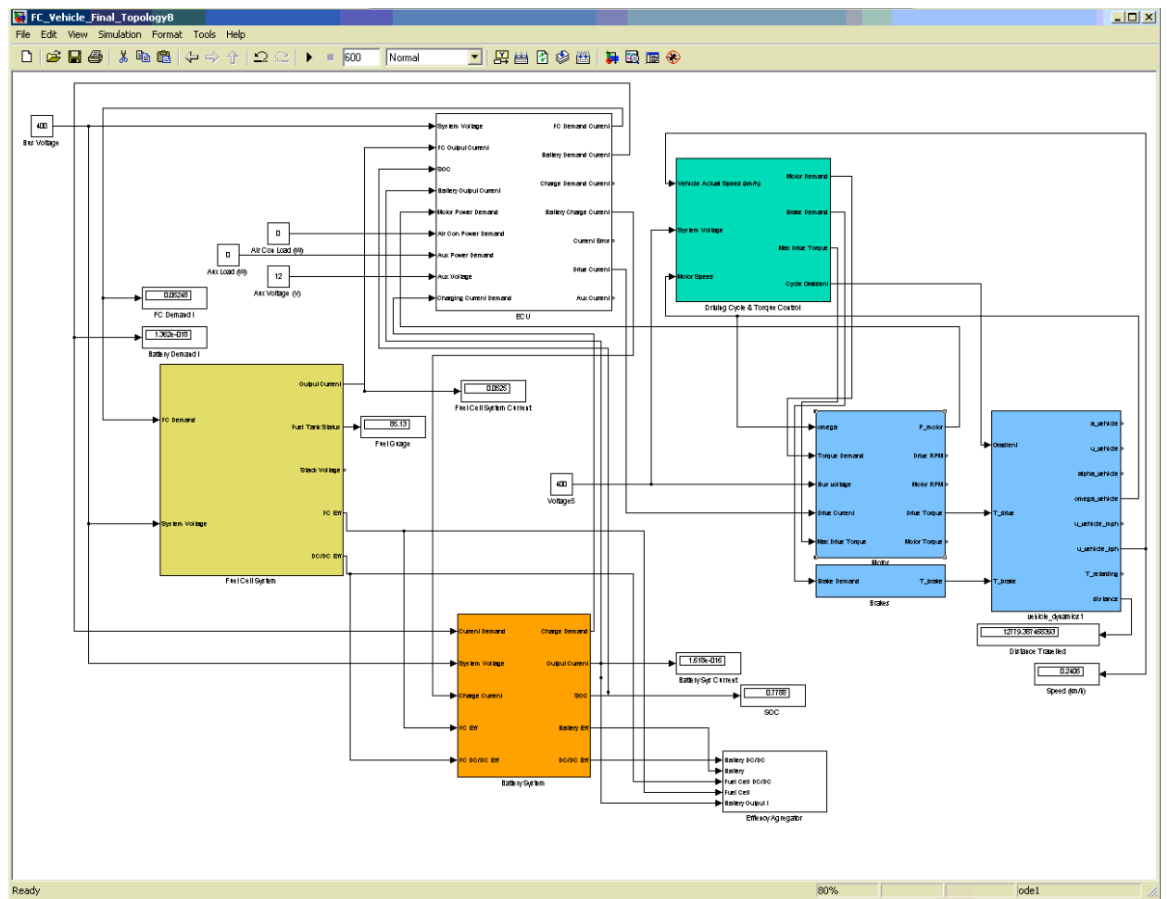 FC_Vehicle_Final_TopologyB
File Edit View Simulation Format Tools Help
600 Normal
400
Bus Voltage
System Voltage
FC Output Current
SOC
Battery Output Current
Motor Power Demand
Air Con Power Demand
Aux Power Demand
Aux Voltage
Charging Current Demand
FC Demand Current
Battery Demand Current
Charge Demand Current
Battery Charge Current
Current Error
Drive Current
Aux Current
ECU
0
Air Con Load (W)
0
Aux Load (W)
12
Aux Voltage (V)
0.06248
FC Demand I
1.362e-018
Battery Demand I
Vehicle Actual Speed (km/h)
System Voltage
Motor Speed
Motor Demand
Brake Demand
Max Drive Torque
Cycle Gradient
Driving Cycle & Torque Control
FC Demand
System Voltage
Output Current
Fuel Tank Status
Stack Voltage
FC Eff
DC/DC Eff
Fuel Cell System
0.0625
Fuel Cell System Current
86.13
Fuel Guage
400
Voltage5
omega
Torque Demand
Bus voltage
Drive Current
Max Drive Torque
P_motor
Drive RPM
Motor RPM
Drive Torque
Motor Torque
Motor
Brake Demand
T_brake
Brakes
Gradient
T_drive
T_brake
a_vehicle
u_vehicle
alpha_vehicle
omega_vehicle
u_vehicle_mph
u_vehicle_kph
T_retarding
distance
vehicle_dynamics1
12779.387468393
Distance Travelled
0.2406
Speed (km/h)
Current Demand
System Voltage
Charge Current
FC Eff
FC DC/DC Eff
Charge Demand
Output Current
SOC
Battery Eff
DC/DC Eff
Battery System
1.618e-016
Battery Sys Current
0.7788
SOC
Battery DC/DC
Battery
Fuel Cell DC/DC
Fuel Cell
Battery Output I
Effiency Agregator
Ready 80% ode1